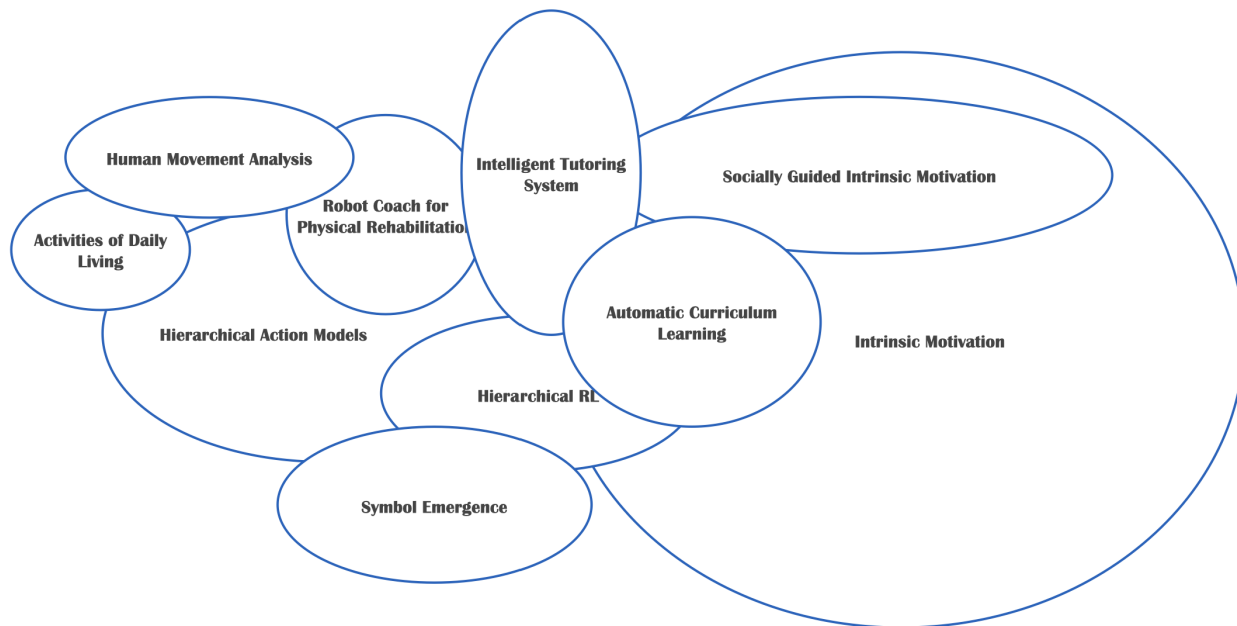 Human Movement Analysis
Intelligent Tutoring
System
Socially Guided Intrinsic Motivation
Robot Coach for
Physical Rehabilitation
Activities of Daily
Living
Hierarchical Action Models
Automatic Curriculum
Learning
Intrinsic Motivation
Hierarchical RL
Symbol Emergence